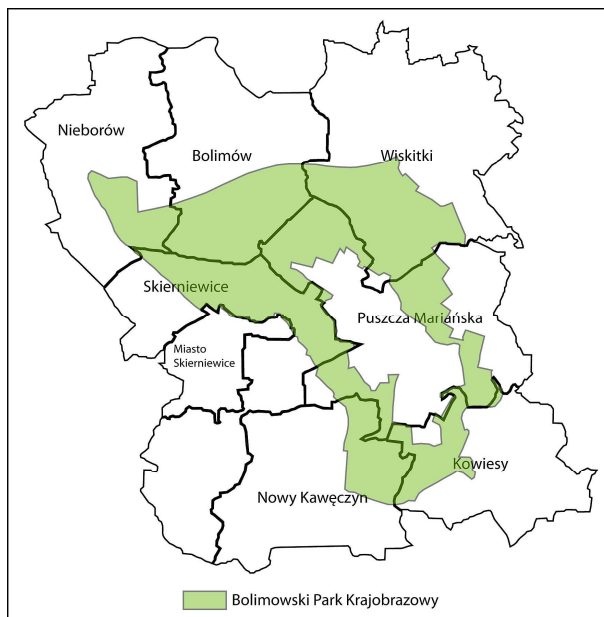 Nieborów
Bolimów
Wiskitki
Skierniewice
Puszcza Mariańska
Miasto
Skierniewice
Kowiesy
Nowy Kawęczyn
Bolimowski Park Krajobrazowy